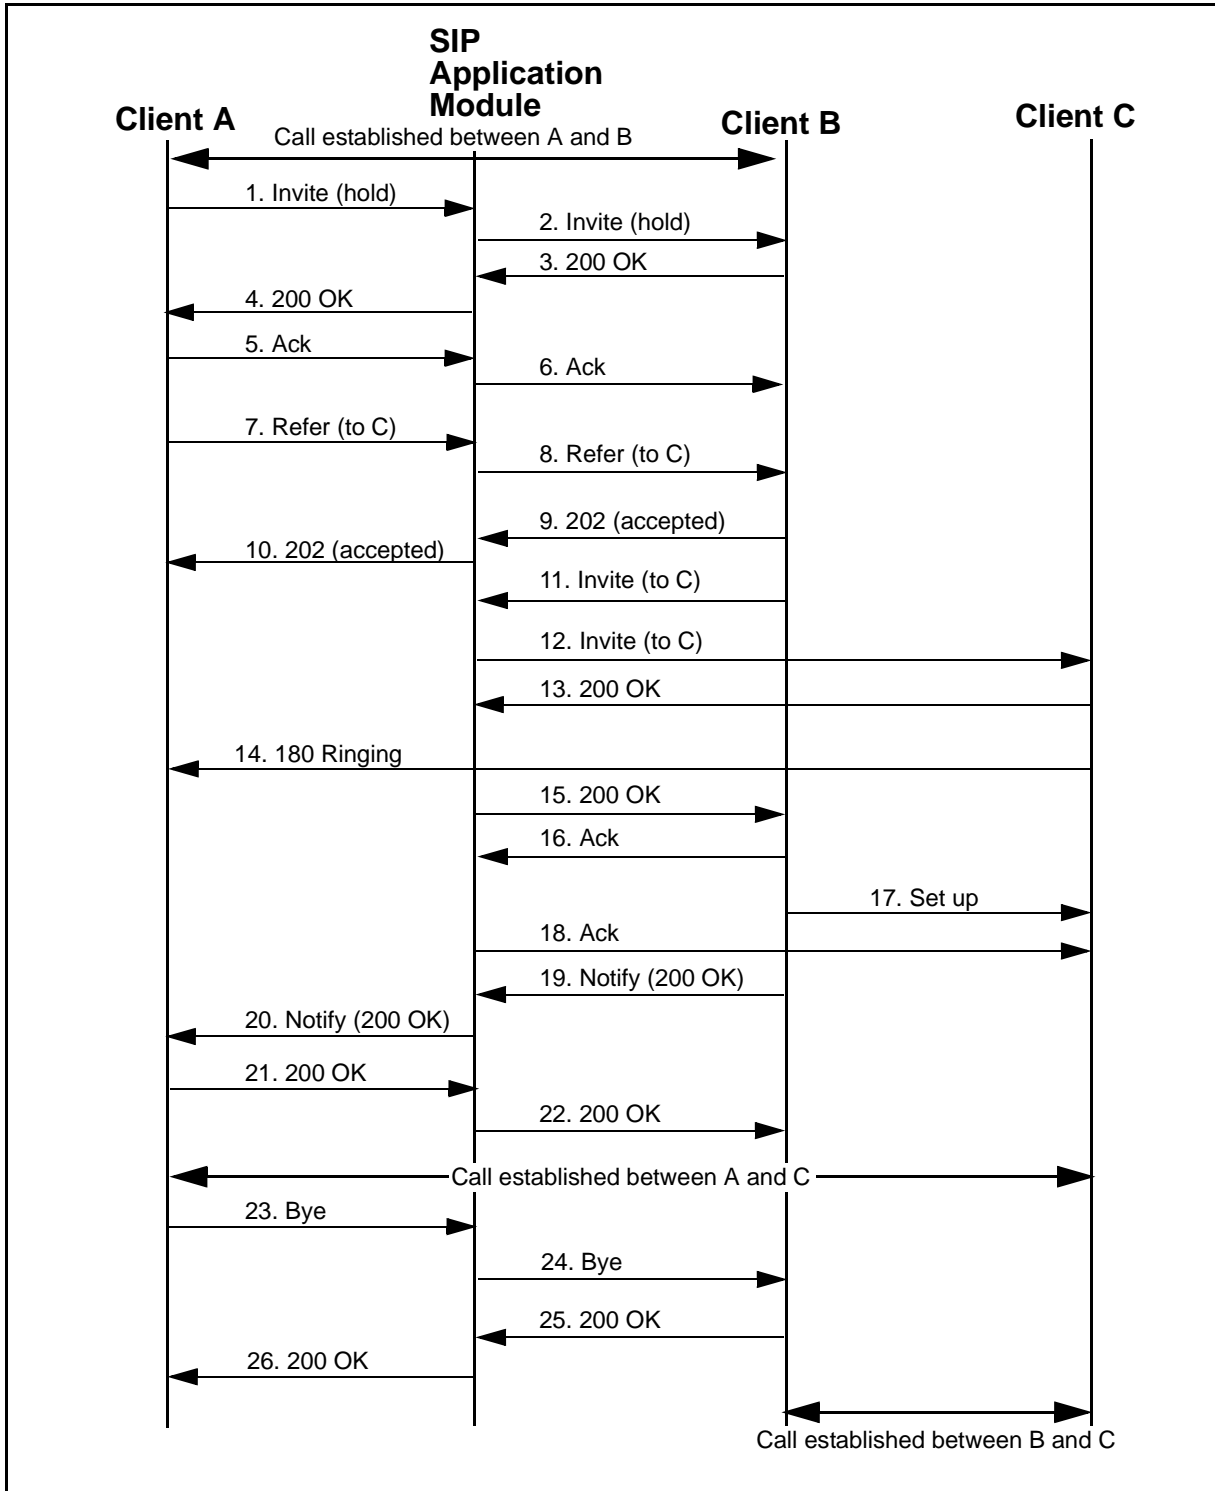 SIP
Application
Module
Client A
Client B
Client C
Call established between A and B
1. Invite (hold)
2. Invite (hold)
3. 200 OK
4. 200 OK
5. Ack
6. Ack
7. Refer (to C)
8. Refer (to C)
9. 202 (accepted)
10. 202 (accepted)
11. Invite (to C)
12. Invite (to C)
13. 200 OK
14. 180 Ringing
15. 200 OK
16. Ack
17. Set up
18. Ack
19. Notify (200 OK)
20. Notify (200 OK)
21. 200 OK
22. 200 OK
Call established between A and C
23. Bye
24. Bye
25. 200 OK
26. 200 OK
Call established between B and C